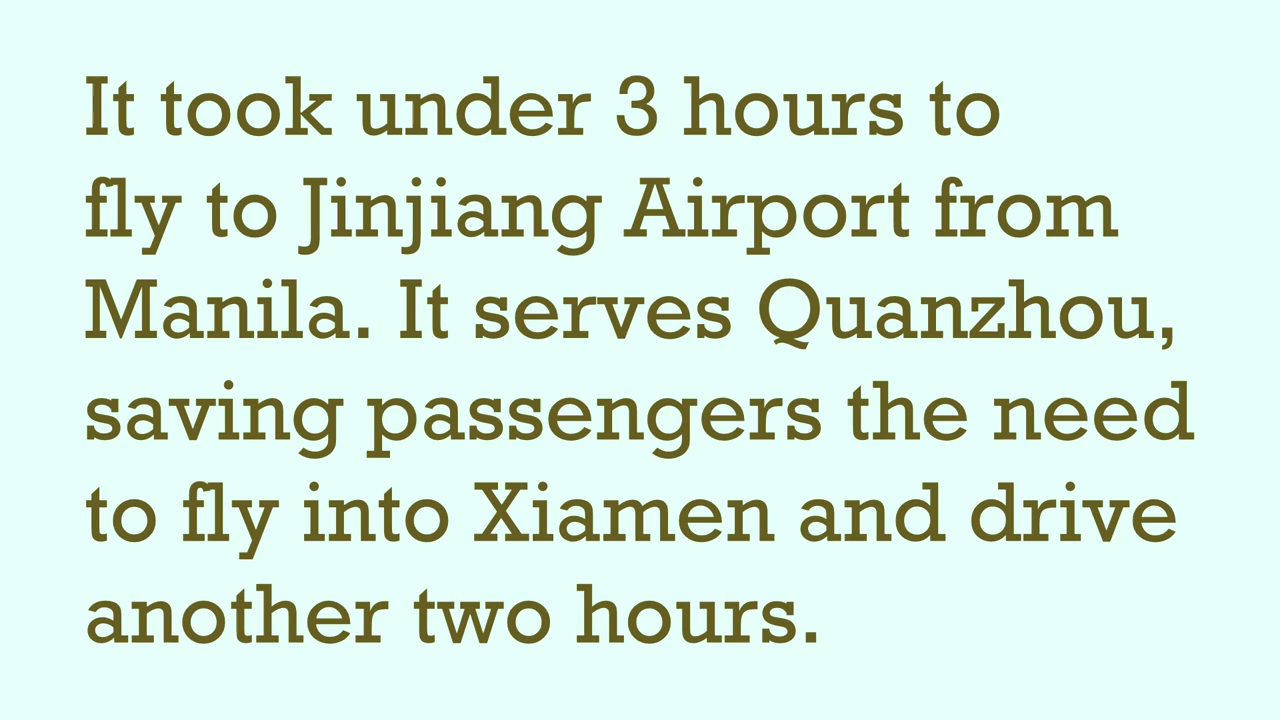 It took under 3 hours to
fly to Jinjiang Airport from
Manila. It serves Quanzhou,
saving passengers the need
to fly into Xiamen and drive
another two hours.